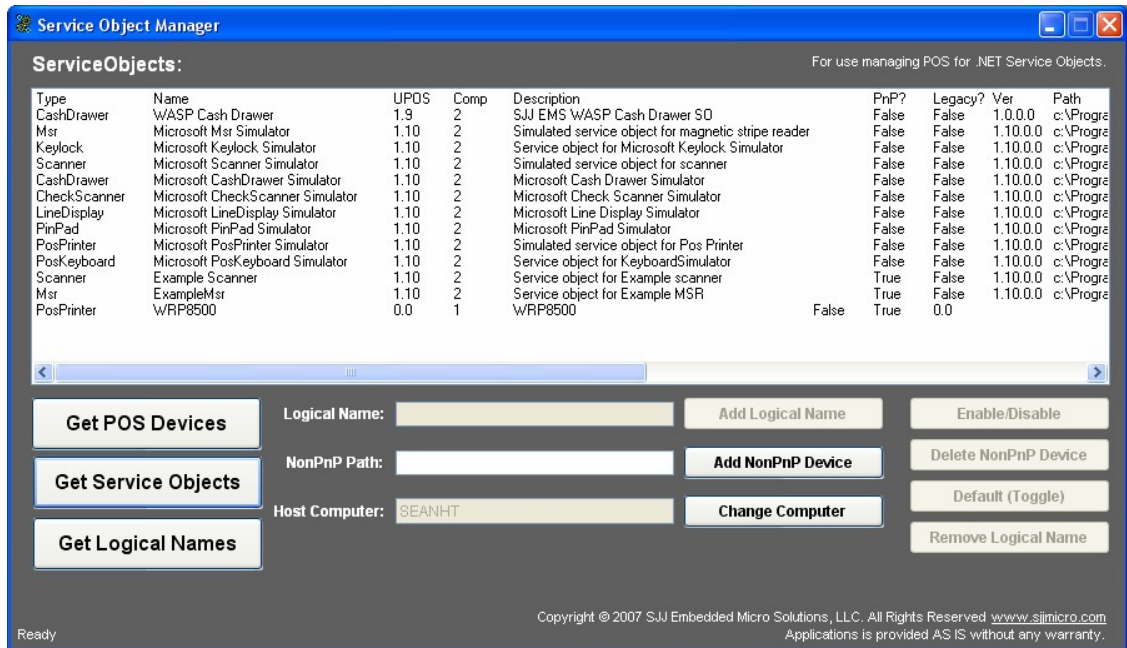 Service Object Manager
ServiceObjects:
For use managing POS for .NET Service Objects.
Type Name UPOS Comp Description PnP? Legacy? Ver Path
CashDrawer WASP Cash Drawer 1.9 2 SJJ EMS WASP Cash Drawer SO False False 1.0.0.0 c:\Progra
Msr Microsoft Msr Simulator 1.10 2 Simulated service object for magnetic stripe reader False False 1.10.0.0 c:\Progra
Keylock Microsoft Keylock Simulator 1.10 2 Service object for Microsoft Keylock Simulator False False 1.10.0.0 c:\Progra
Scanner Microsoft Scanner Simulator 1.10 2 Simulated service object for scanner False False 1.10.0.0 c:\Progra
CashDrawer Microsoft CashDrawer Simulator 1.10 2 Microsoft Cash Drawer Simulator False False 1.10.0.0 c:\Progra
CheckScanner Microsoft CheckScanner Simulator 1.10 2 Microsoft Check Scanner Simulator False False 1.10.0.0 c:\Progra
LineDisplay Microsoft LineDisplay Simulator 1.10 2 Microsoft Line Display Simulator False False 1.10.0.0 c:\Progra
PinPad Microsoft PinPad Simulator 1.10 2 Microsoft PinPad Simulator False False 1.10.0.0 c:\Progra
PosPrinter Microsoft PosPrinter Simulator 1.10 2 Simulated service object for Pos Printer False False 1.10.0.0 c:\Progra
PosKeyboard Microsoft PosKeyboard Simulator 1.10 2 Service object for KeyboardSimulator False False 1.10.0.0 c:\Progra
Scanner Example Scanner 1.10 2 Service object for Example scanner True False 1.10.0.0 c:\Progra
Msr ExampleMsr 1.10 2 Service object for Example MSR True False 1.10.0.0 c:\Progra
PosPrinter WRP8500 0.0 1 WRP8500 False True 0.0
Get POS Devices
Logical Name:
Add Logical Name
Enable/Disable
NonPnP Path:
Add NonPnP Device
Delete NonPnP Device
Get Service Objects
Host Computer: SEANHT
Change Computer
Default (Toggle)
Get Logical Names
Remove Logical Name
Copyright © 2007 SJJ Embedded Micro Solutions, LLC. All Rights Reserved www.sjjmicro.com
Ready
Applications is provided AS IS without any warranty.